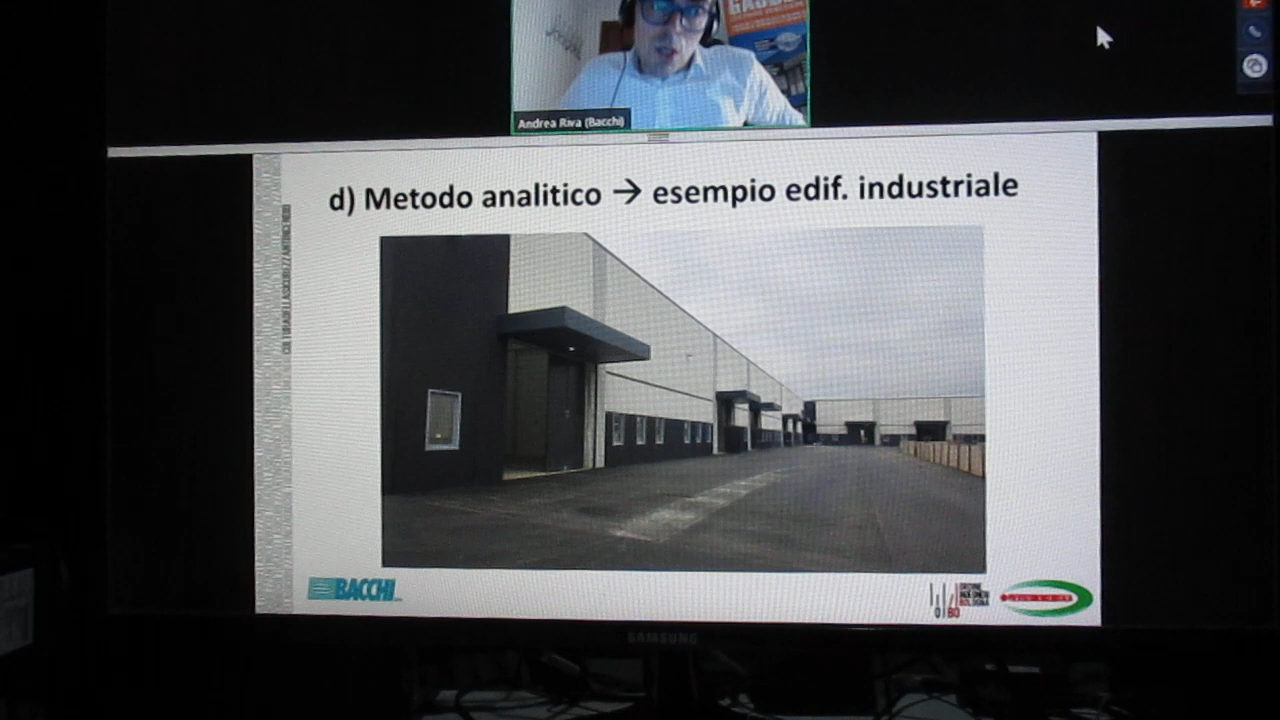 Andrea Riva (Bacchi)
d) Metodo analitico → esempio edif. industriale
BACCHI
SAMSUNG